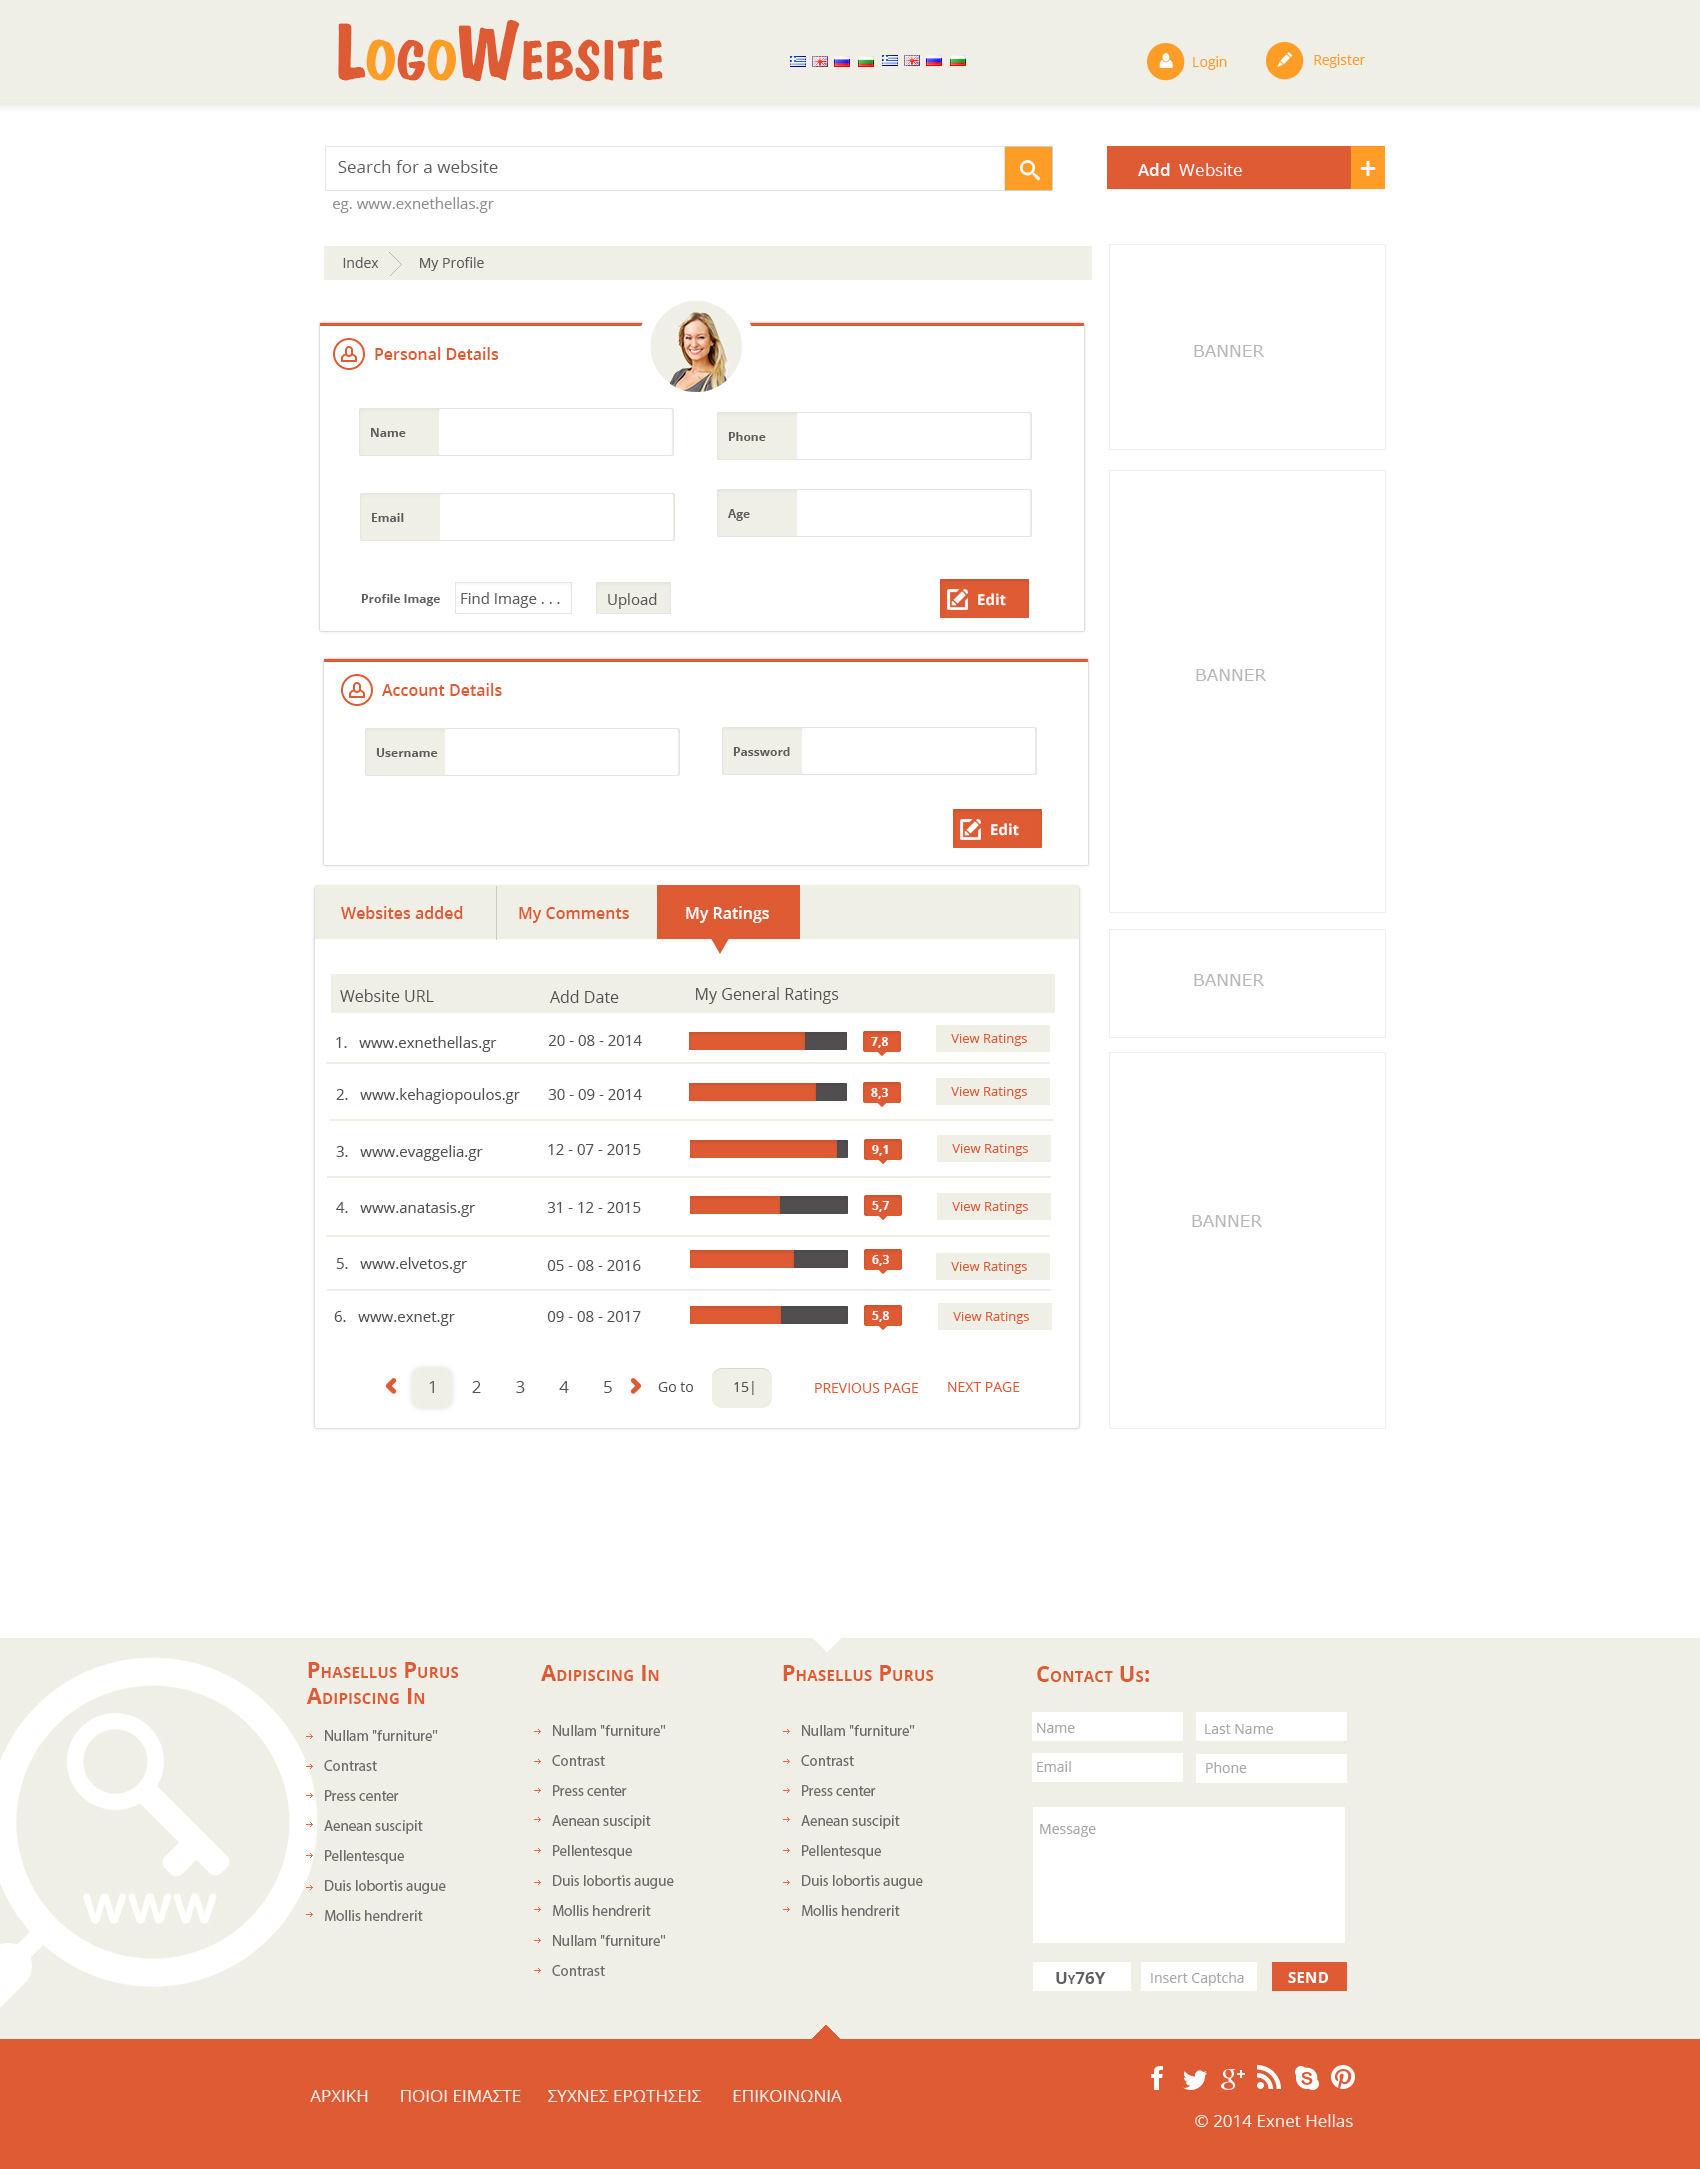 LogoWebsite
Login
Register
Search for a website
Add Website +
eg. www.exnethellas.gr
Index
My Profile
Personal Details
Name
Phone
Email
Age
Profile Image
Find Image . . .
Upload
Edit
Account Details
Username
Password
Edit
Websites added
My Comments
My Ratings
Website URL
Add Date
My General Ratings
1. www.exnethellas.gr 20 - 08 - 2014 7,8 View Ratings
2. www.kehagiopoulos.gr 30 - 09 - 2014 8,3 View Ratings
3. www.evaggelia.gr 12 - 07 - 2015 9,1 View Ratings
4. www.anatasis.gr 31 - 12 - 2015 5,7 View Ratings
5. www.elvetos.gr 05 - 08 - 2016 6,3 View Ratings
6. www.exnet.gr 09 - 08 - 2017 5,8 View Ratings
1 2 3 4 5 Go to 15| PREVIOUS PAGE NEXT PAGE
BANNER
BANNER
BANNER
BANNER
www
Phasellus Purus
Adipiscing In
Nullam "furniture"
Contrast
Press center
Aenean suscipit
Pellentesque
Duis lobortis augue
Mollis hendrerit
Adipiscing In
Nullam "furniture"
Contrast
Press center
Aenean suscipit
Pellentesque
Duis lobortis augue
Mollis hendrerit
Nullam "furniture"
Contrast
Phasellus Purus
Nullam "furniture"
Contrast
Press center
Aenean suscipit
Pellentesque
Duis lobortis augue
Mollis hendrerit
Contact Us:
Name
Last Name
Email
Phone
Message
Uy76Y
Insert Captcha
SEND
ΑΡΧΙΚΗ ΠΟΙΟΙ ΕΙΜΑΣΤΕ ΣΥΧΝΕΣ ΕΡΩΤΗΣΕΙΣ ΕΠΙΚΟΙΝΩΝΙΑ
© 2014 Exnet Hellas